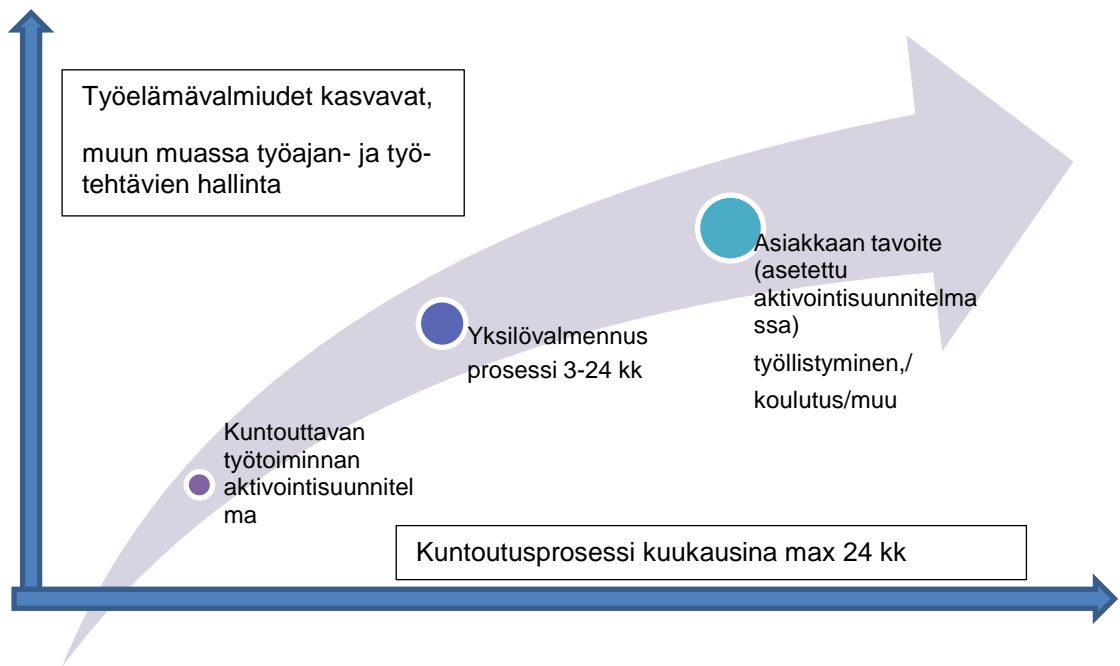 Työelämävalmiudet kasvavat,
muun muassa työajan- ja työ-
tehtävien hallinta
Asiakkaan tavoite
(asetettu
aktivointisuunnitelma
ssa)
työllistyminen,/
koulutus/muu
Yksilövalmennus
prosessi 3-24 kk
Kuntouttavan
työtoiminnan
aktivointisuunnitel
ma
Kuntoutusprosessi kuukausina max 24 kk